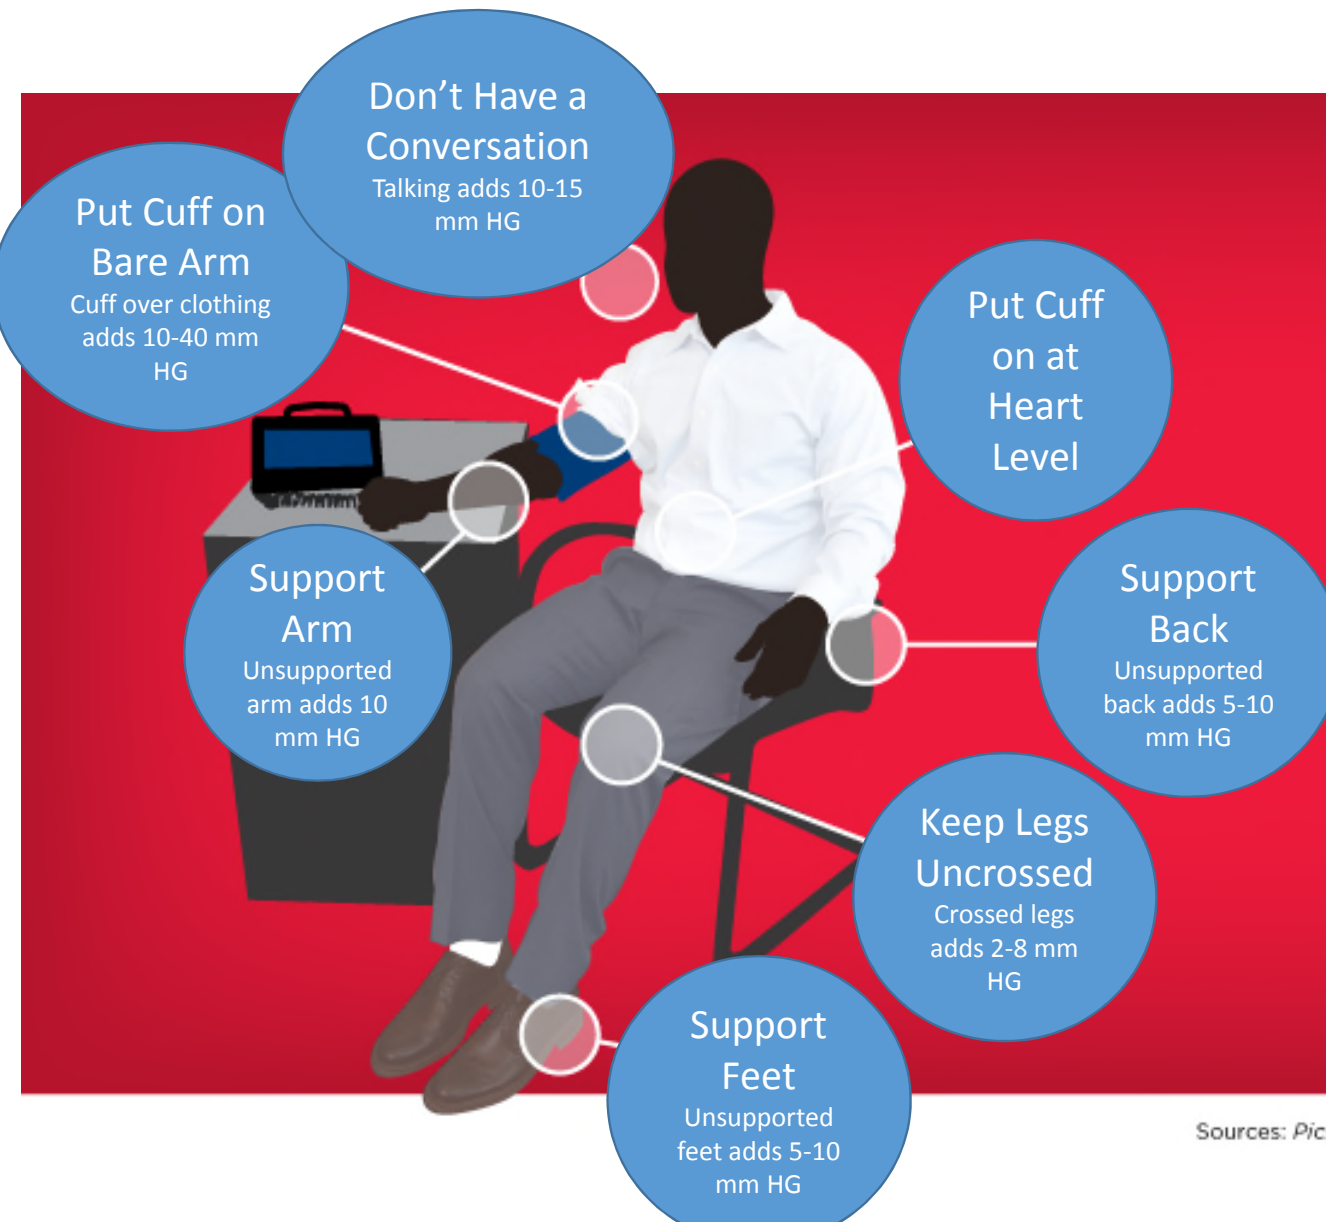 Don’t Have a
Conversation
Talking adds 10-15
mm HG
Put Cuff on
Bare Arm
Cuff over clothing
adds 10-40 mm
HG
Put Cuff
on at
Heart
Level
Support
Arm
Unsupported
arm adds 10
mm HG
Support
Back
Unsupported
back adds 5-10
mm HG
Keep Legs
Uncrossed
Crossed legs
adds 2-8 mm
HG
Support
Feet
Unsupported
feet adds 5-10
mm HG
Sources: Pic